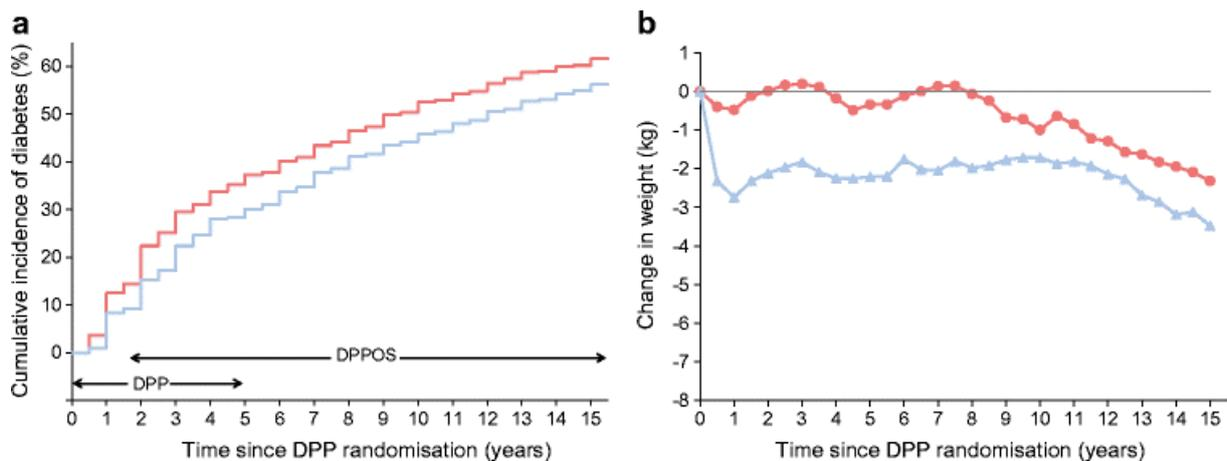 a
Cumulative incidence of diabetes (%)
60
50
40
30
20
10
0
DPPOS
DPP
0 1 2 3 4 5 6 7 8 9 10 11 12 13 14 15
Time since DPP randomisation (years)
b
Change in weight (kg)
1
0
-1
-2
-3
-4
-5
-6
-7
-8
0 1 2 3 4 5 6 7 8 9 10 11 12 13 14 15
Time since DPP randomisation (years)